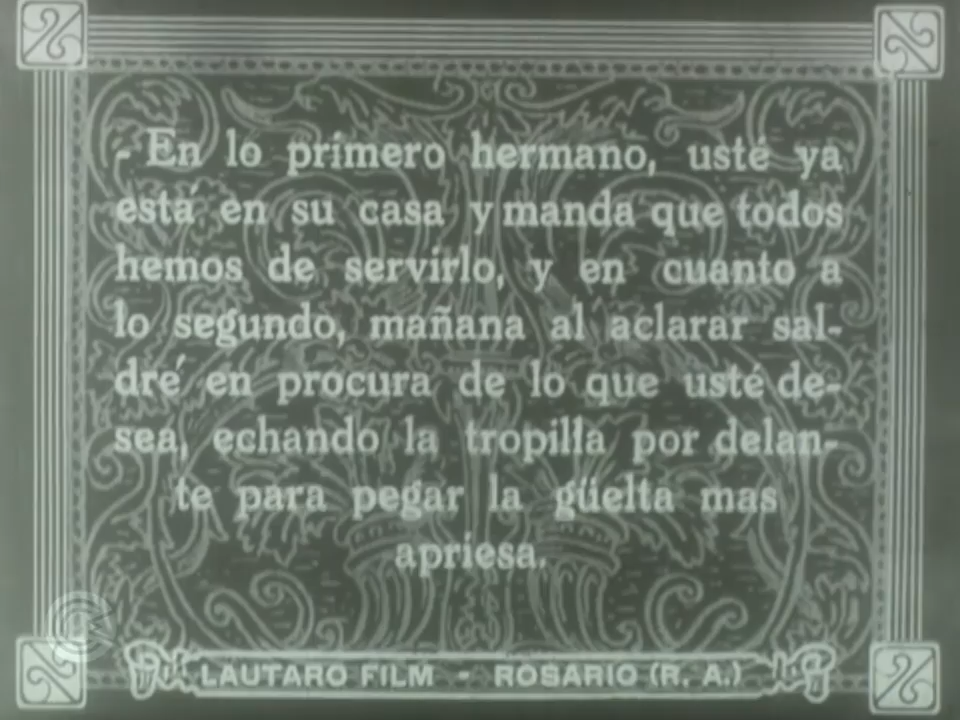 - En lo primero hermano, usté ya
está en su casa y manda que todos
hemos de servirlo, y en cuanto a
lo segundo, mañana al aclarar sal-
dré en procura de lo que usté de-
sea, echando la tropilla por delan-
te para pegar la güelta mas
apriesa.
LAUTARO FILM - ROSARIO (R. A.)